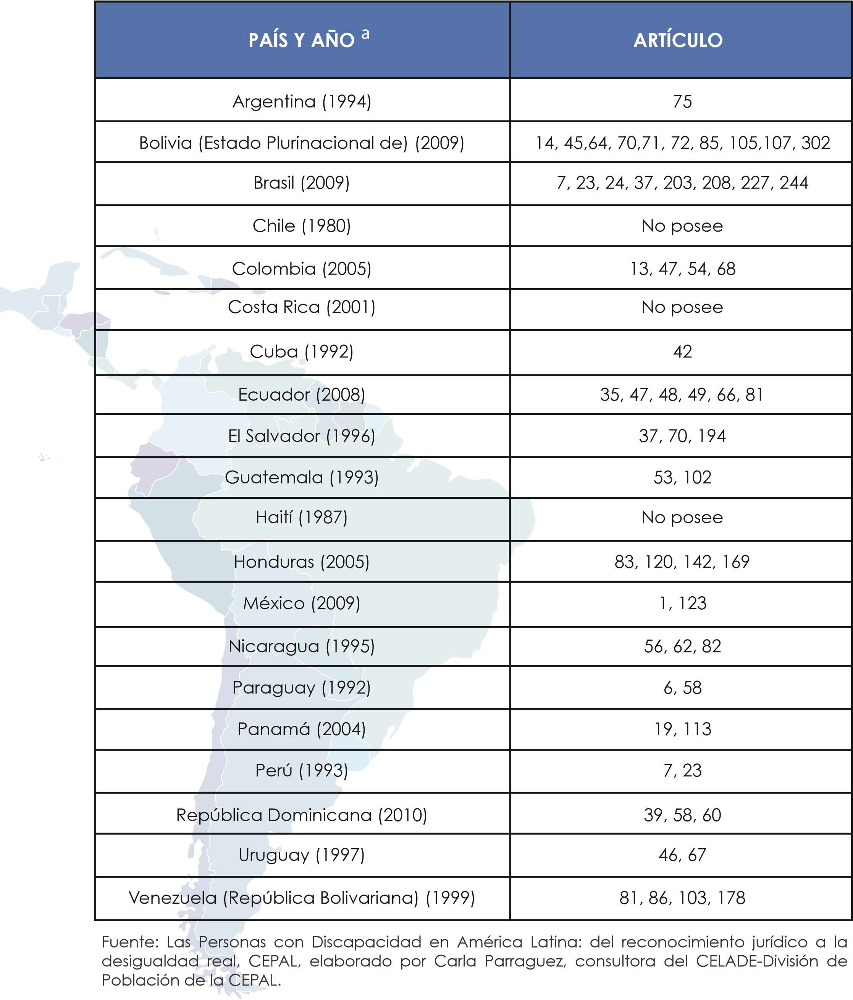 PAÍS Y AÑO a
ARTÍCULO
Argentina (1994)
75
Bolivia (Estado Plurinacional de) (2009)
14, 45,64, 70,71, 72, 85, 105,107, 302
Brasil (2009)
7, 23, 24, 37, 203, 208, 227, 244
Chile (1980)
No posee
Colombia (2005)
13, 47, 54, 68
Costa Rica (2001)
No posee
Cuba (1992)
42
Ecuador (2008)
35, 47, 48, 49, 66, 81
El Salvador (1996)
37, 70, 194
Guatemala (1993)
53, 102
Haití (1987)
No posee
Honduras (2005)
83, 120, 142, 169
México (2009)
1, 123
Nicaragua (1995)
56, 62, 82
Paraguay (1992)
6, 58
Panamá (2004)
19, 113
Perú (1993)
7, 23
República Dominicana (2010)
39, 58, 60
Uruguay (1997)
46, 67
Venezuela (República Bolivariana) (1999)
81, 86, 103, 178
Fuente: Las Personas con Discapacidad en América Latina: del reconocimiento jurídico a la
desigualdad real, CEPAL, elaborado por Carla Parraguez, consultora del CELADE-División de
Población de la CEPAL.